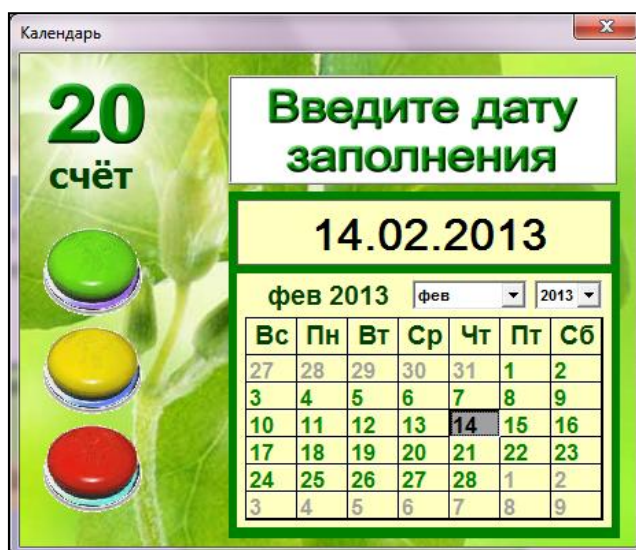 Календарь
20
счёт
Введите дату
заполнения
14.02.2013
фев 2013 фев 2013
Вс Пн Вт Ср Чт Пт Сб
27 28 29 30 31 1 2
3 4 5 6 7 8 9
10 11 12 13 14 15 16
17 18 19 20 21 22 23
24 25 26 27 28 1 2
3 4 5 6 7 8 9